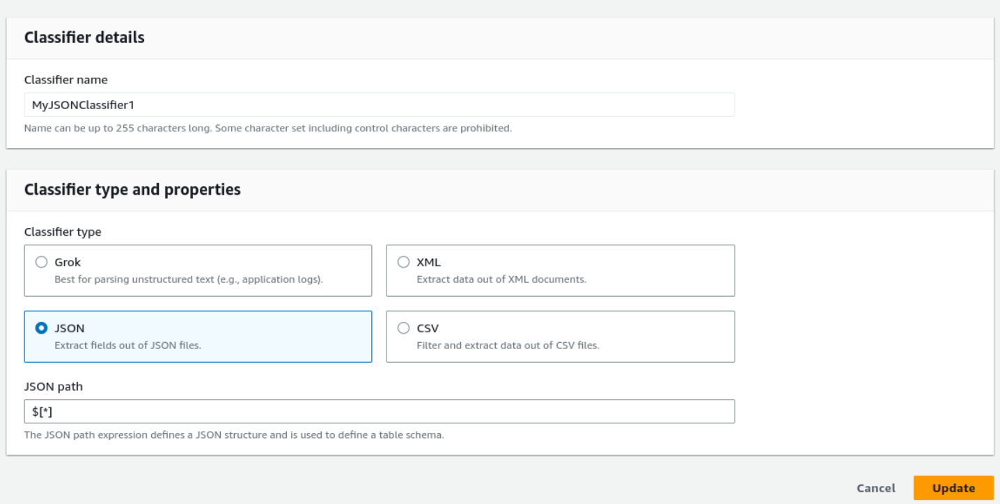 Classifier details
Classifier name
MyJSONClassifier1
Name can be up to 255 characters long. Some character set including control characters are prohibited.
Classifier type and properties
Classifier type
Grok
Best for parsing unstructured text (e.g., application logs).
XML
Extract data out of XML documents.
JSON
Extract fields out of JSON files.
CSV
Filter and extract data out of CSV files.
JSON path
$[*]
The JSON path expression defines a JSON structure and is used to define a table schema.
Cancel
Update